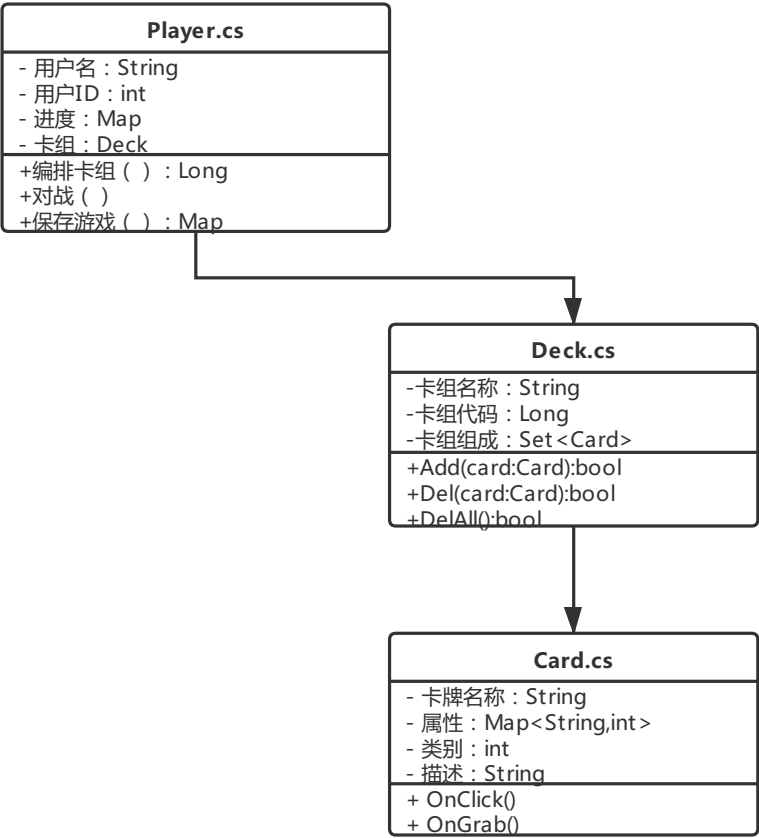 Player.cs
- 用户名：String
- 用户ID：int
- 进度：Map
- 卡组：Deck
+编排卡组（ ）：Long
+对战（ ）
+保存游戏（ ）：Map
Deck.cs
-卡组名称：String
-卡组代码：Long
-卡组组成：Set<Card>
+Add(card:Card):bool
+Del(card:Card):bool
+DelAll():bool
Card.cs
- 卡牌名称：String
- 属性：Map<String,int>
- 类别：int
- 描述：String
+ OnClick()
+ OnGrab()